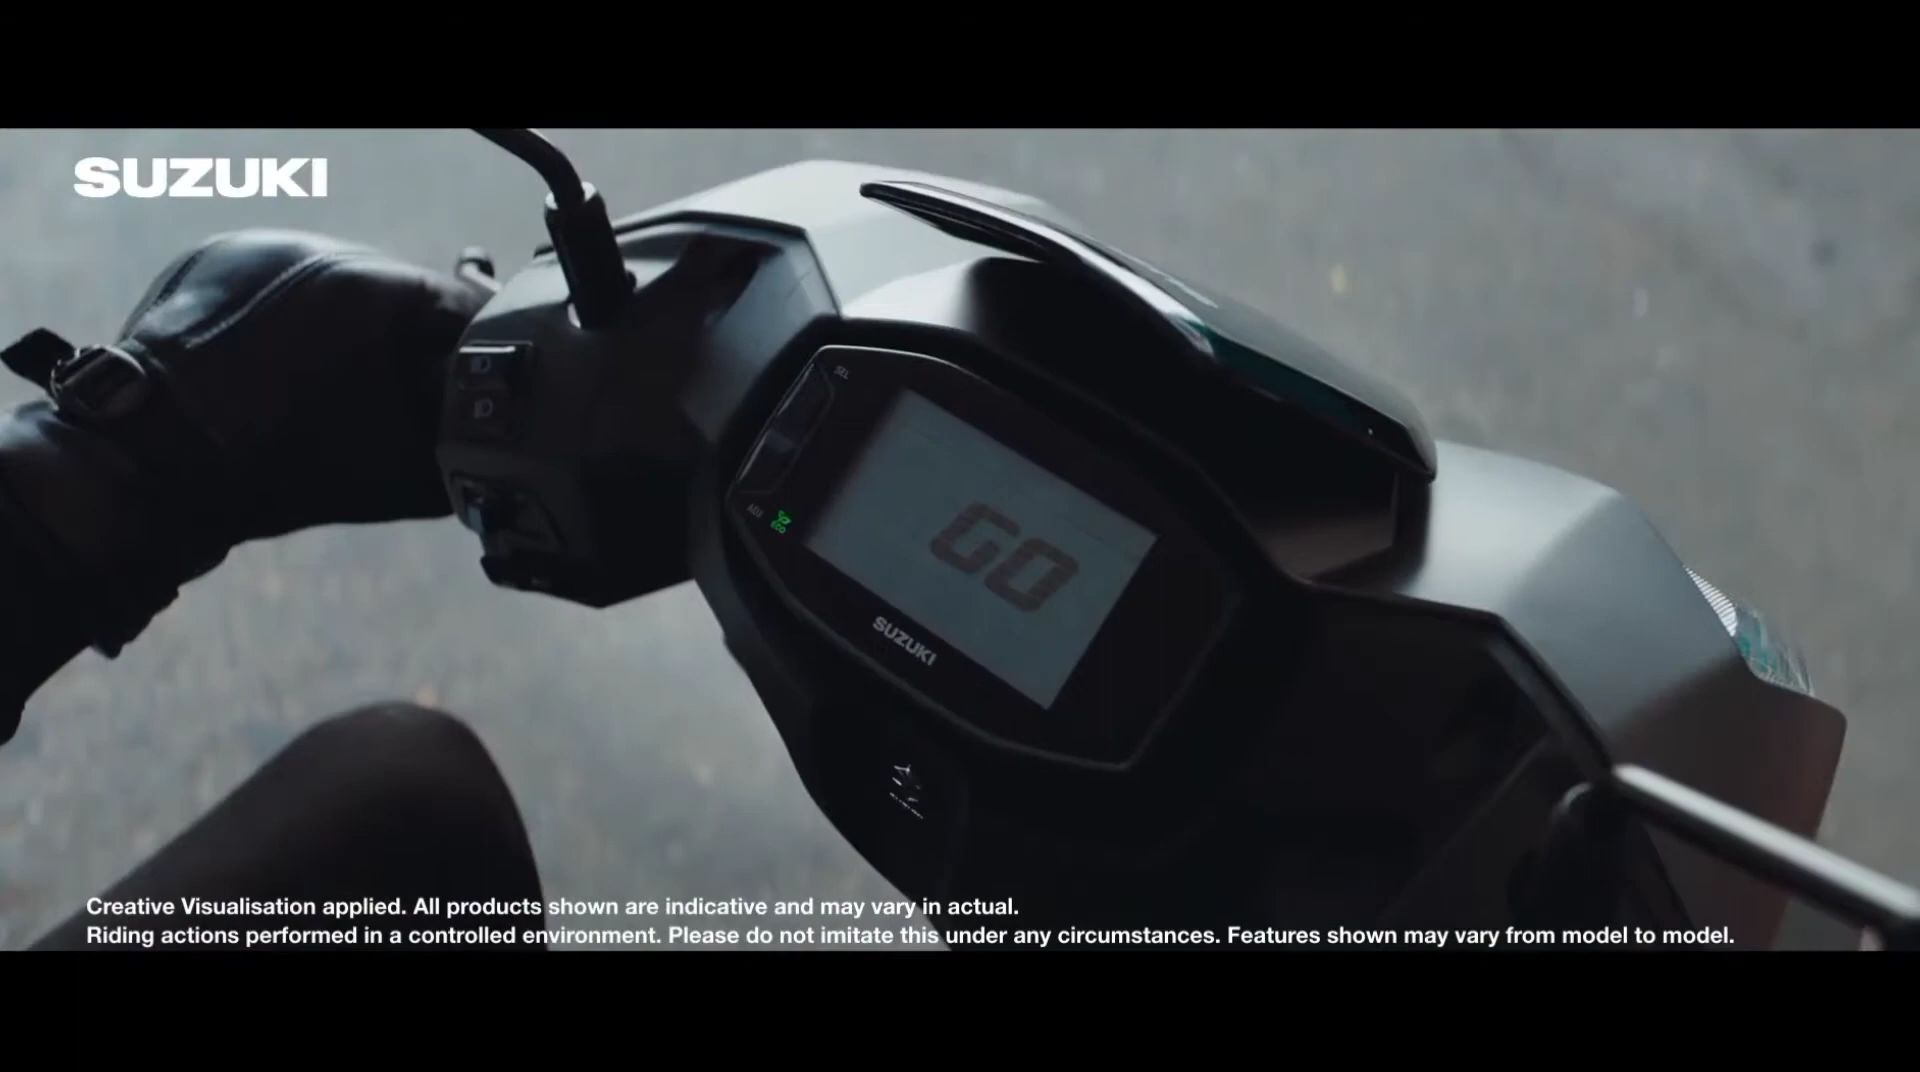 SUZUKI
SEL
GO
ADJ
ECO
SUZUKI
Creative Visualisation applied. All products shown are indicative and may vary in actual.
Riding actions performed in a controlled environment. Please do not imitate this under any circumstances. Features shown may vary from model to model.